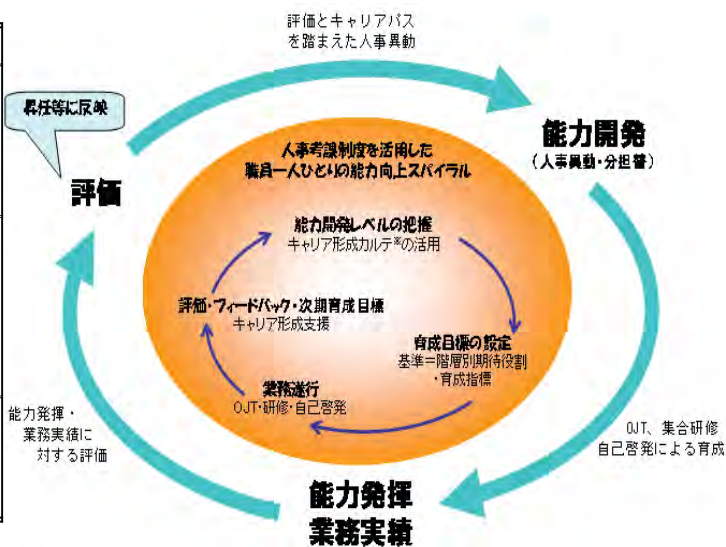 評価とキャリアパス
を踏まえた人事異動
昇任等に反映
評価
能力開発
(人事異動・分担替)
人事考課制度を活用した
職員一人ひとりの能力向上スパイラル
能力開発レベルの把握
キャリア形成カルテ※の活用
評価・フィードバック・次期育成目標
キャリア形成支援
育成目標の設定
基準=階層別期待役割
・育成指標
業務遂行
OJT・研修・自己啓発
能力発揮・
業務実績に
対する評価
OJT、集合研修
自己啓発による育成
能力発揮
業務実績